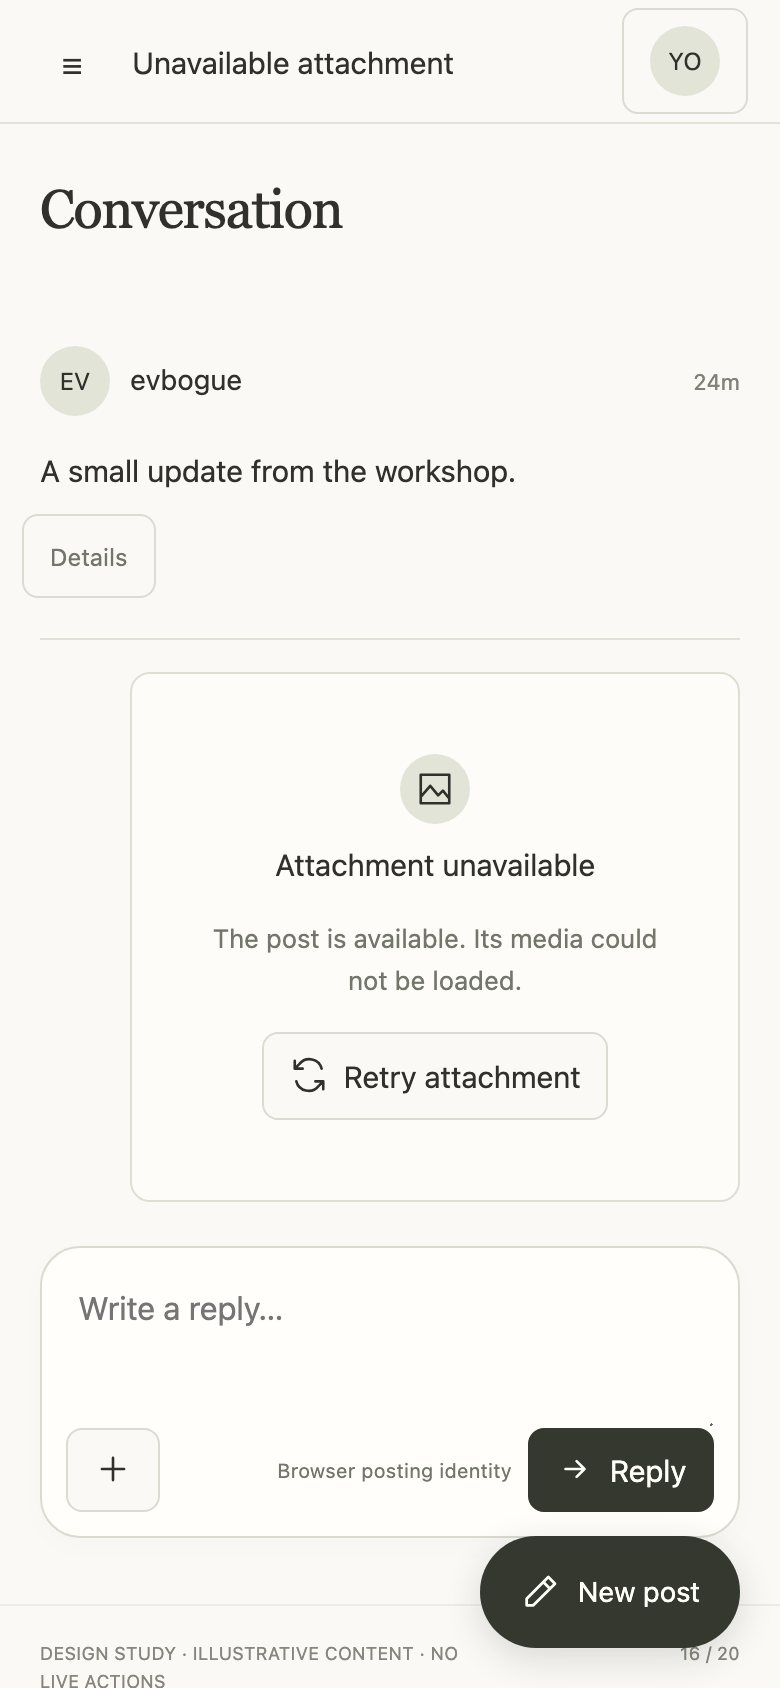 ≡ Unavailable attachment YO
Conversation
EV evbogue 24m
A small update from the workshop.
Details
Attachment unavailable
The post is available. Its media could
not be loaded.
Retry attachment
Write a reply...
Browser posting identity → Reply
New post
DESIGN STUDY · ILLUSTRATIVE CONTENT · NO 16 / 20
LIVE ACTIONS